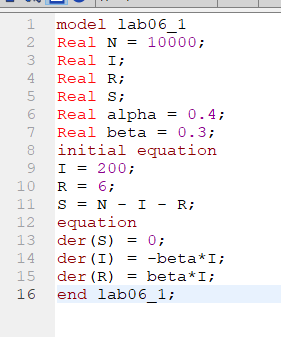 1 model lab06_1
2 Real N = 10000;
3 Real I;
4 Real R;
5 Real S;
6 Real alpha = 0.4;
7 Real beta = 0.3;
8 initial equation
9 I = 200;
10 R = 6;
11 S = N - I - R;
12 equation
13 der(S) = 0;
14 der(I) = -beta*I;
15 der(R) = beta*I;
16 end lab06_1;